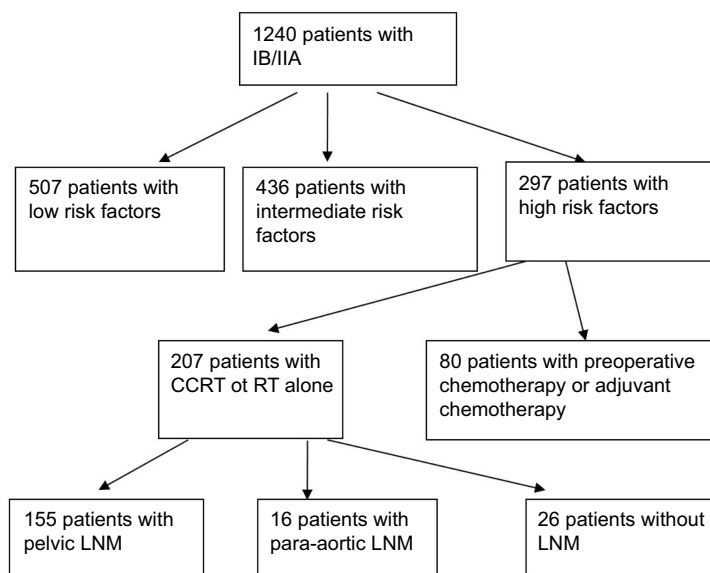 1240 patients with
IB/IIA
507 patients with
low risk factors
436 patients with
intermediate risk
factors
297 patients with
high risk factors
207 patients with
CCRT ot RT alone
80 patients with preoperative
chemotherapy or adjuvant
chemotherapy
155 patients with
pelvic LNM
16 patients with
para-aortic LNM
26 patients without
LNM